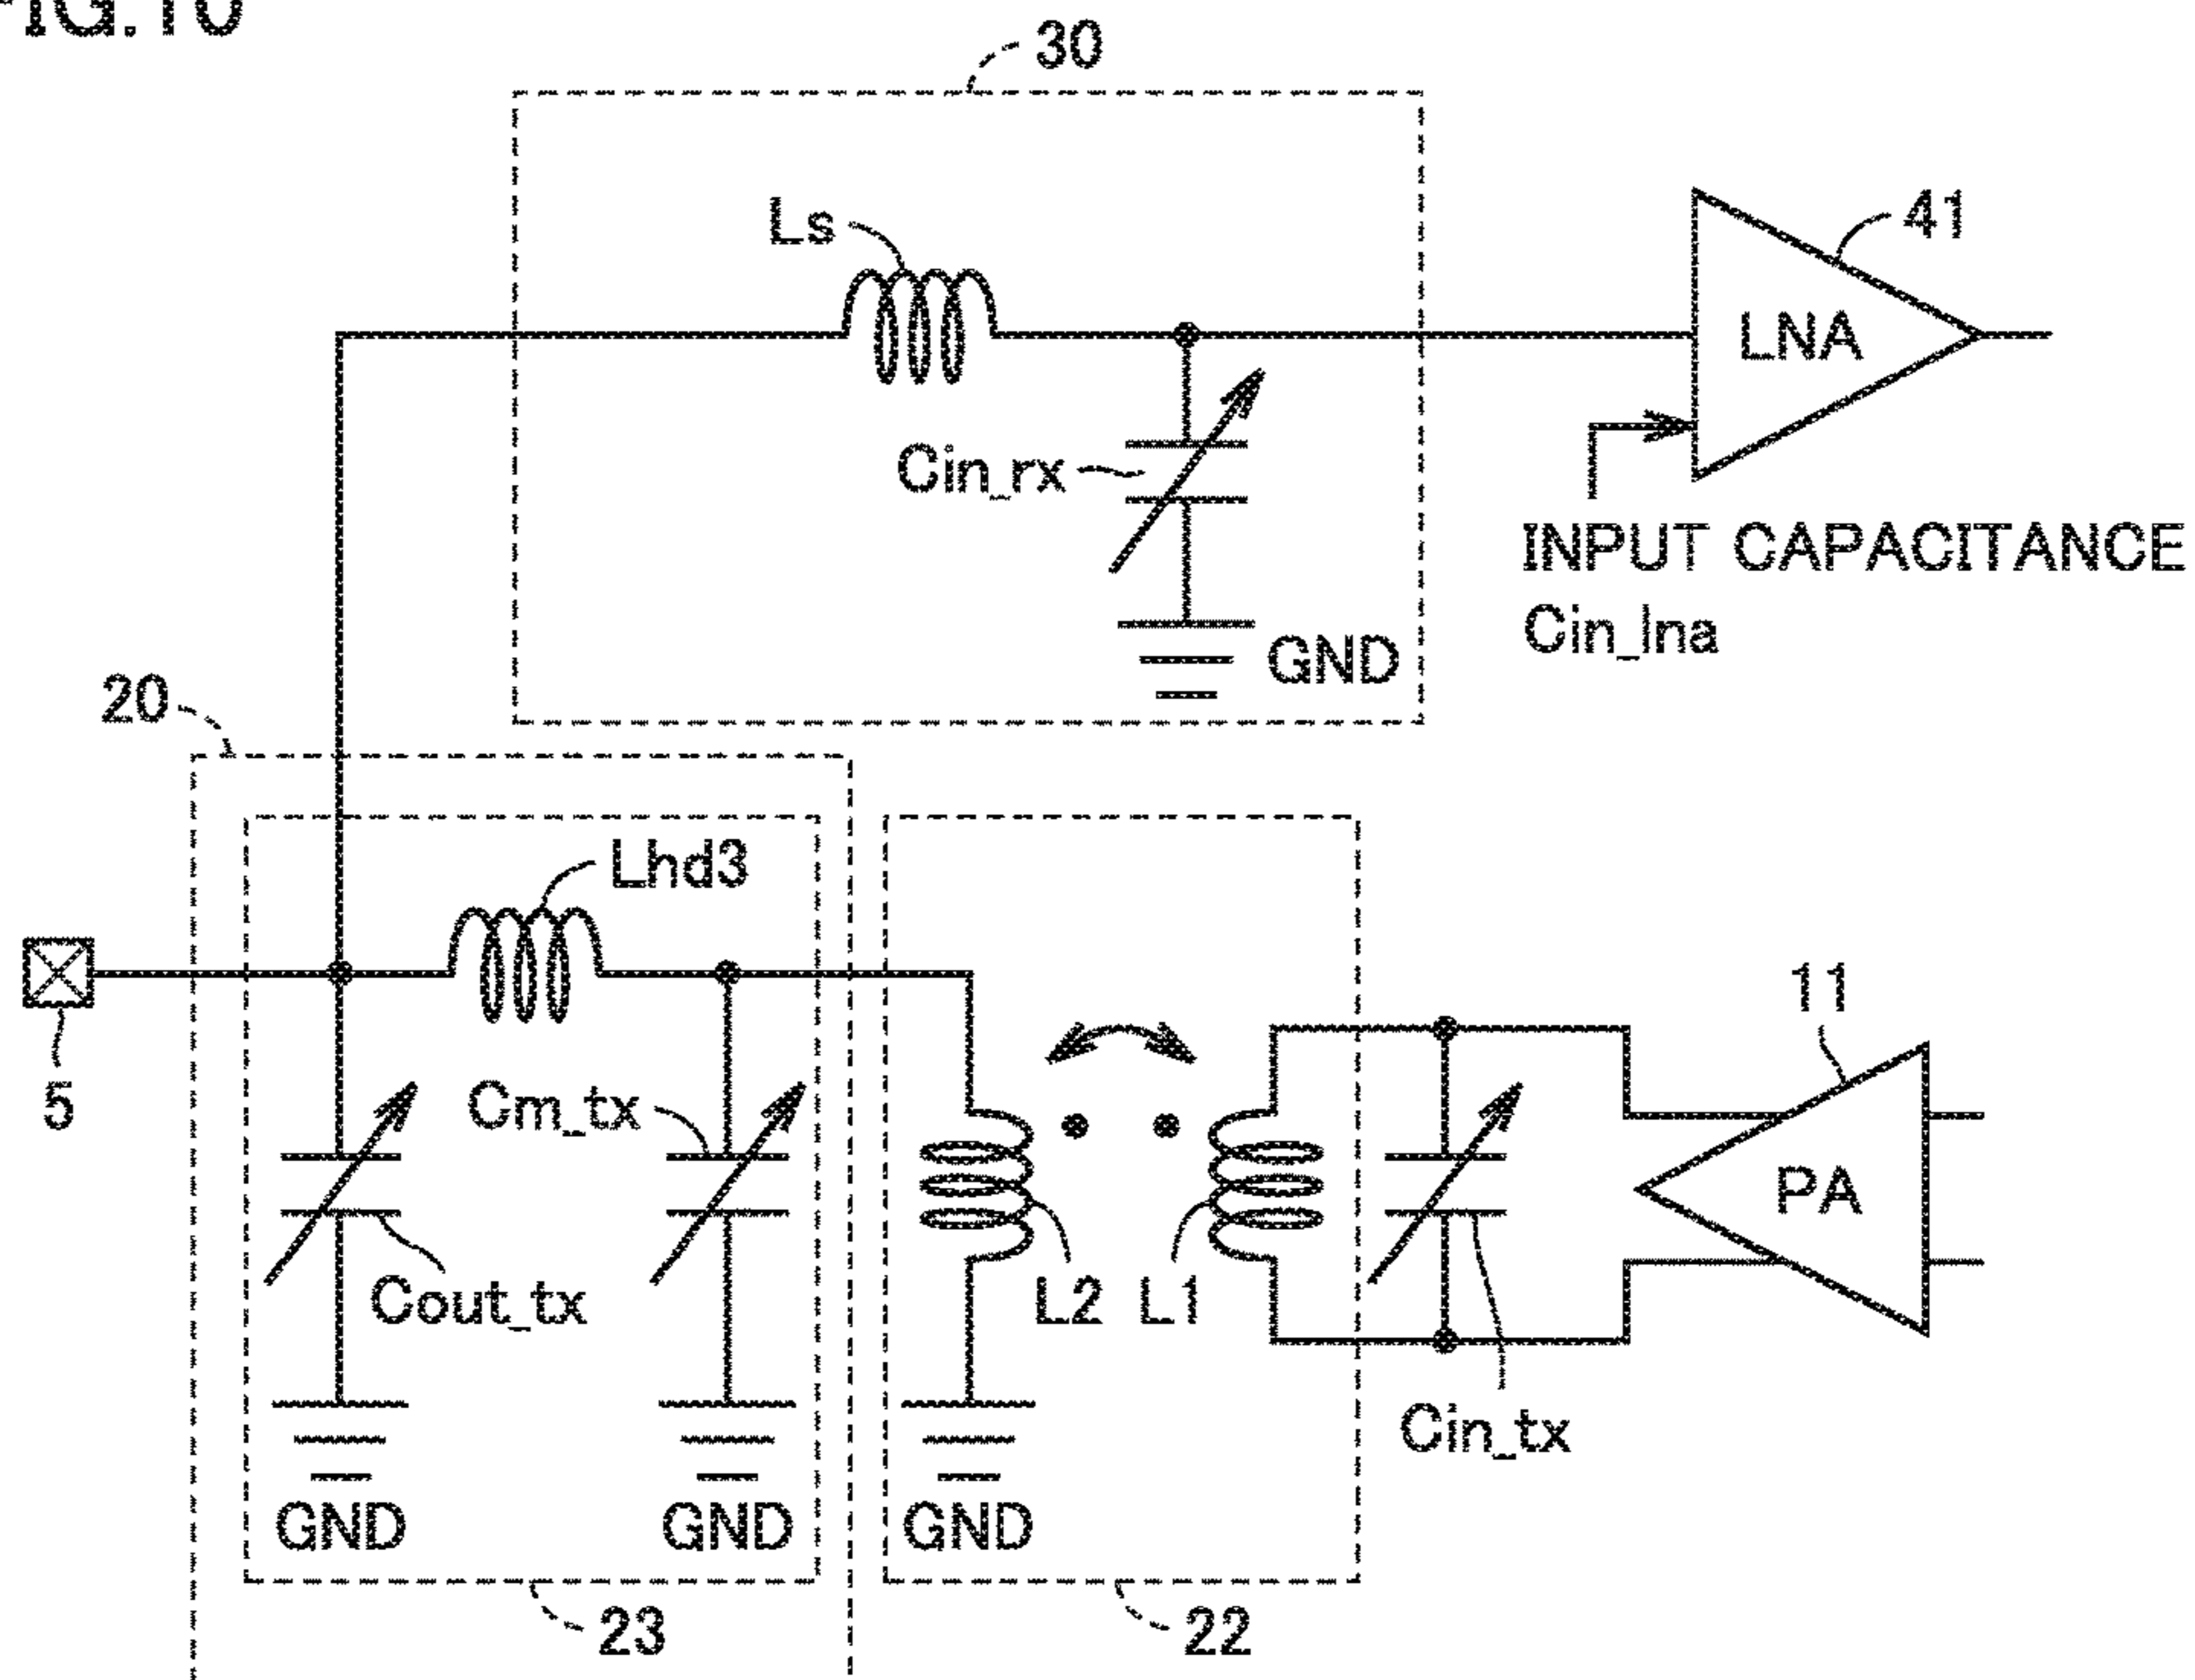 FIG.10
30
Ls
41
LNA
Cin_rx
INPUT CAPACITANCE
Cin_lna
GND
20
Lhd3
11
5
Cm_tx
PA
Cout_tx
L2 L1
Cin_tx
GND
GND
GND
23
22